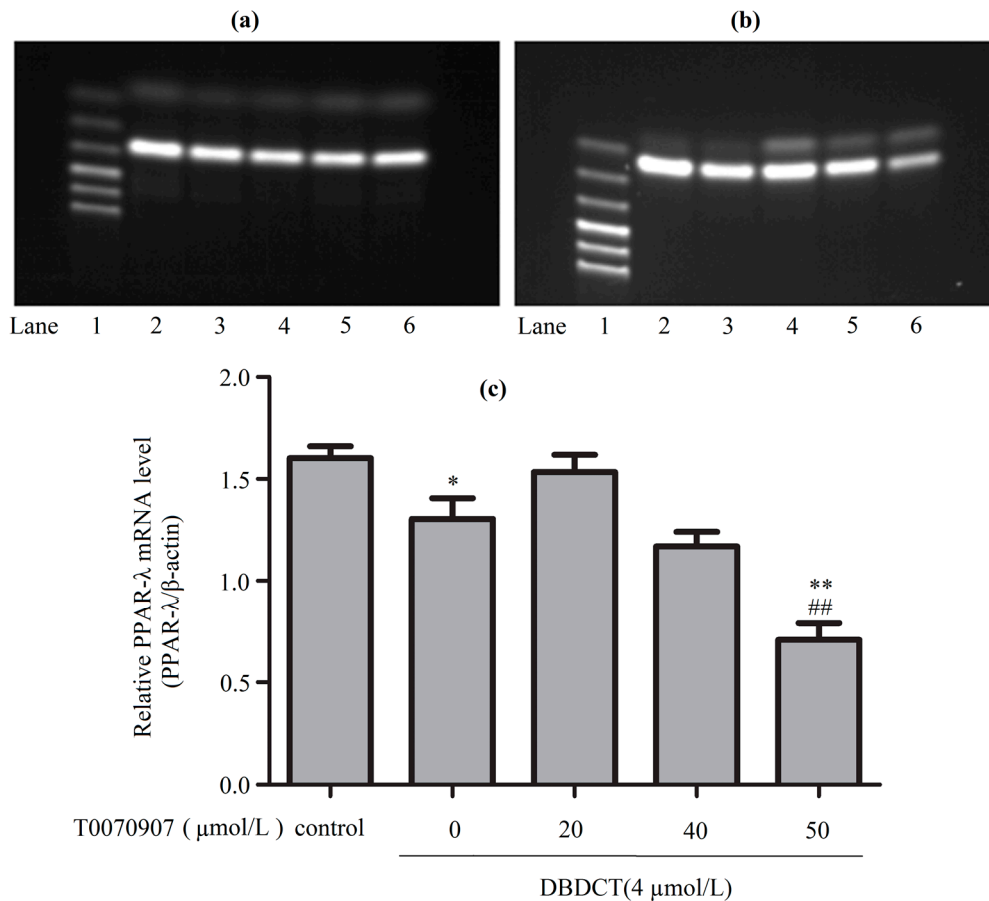 (a)
(b)
Lane 1 2 3 4 5 6
Lane 1 2 3 4 5 6
(c)
Relative PPAR-λ mRNA level
(PPAR-λ/β-actin)
2.0
1.5
1.0
0.5
0.0
*
**
##
T0070907 ( μmol/L ) control 0 20 40 50
DBDCT(4 μmol/L)